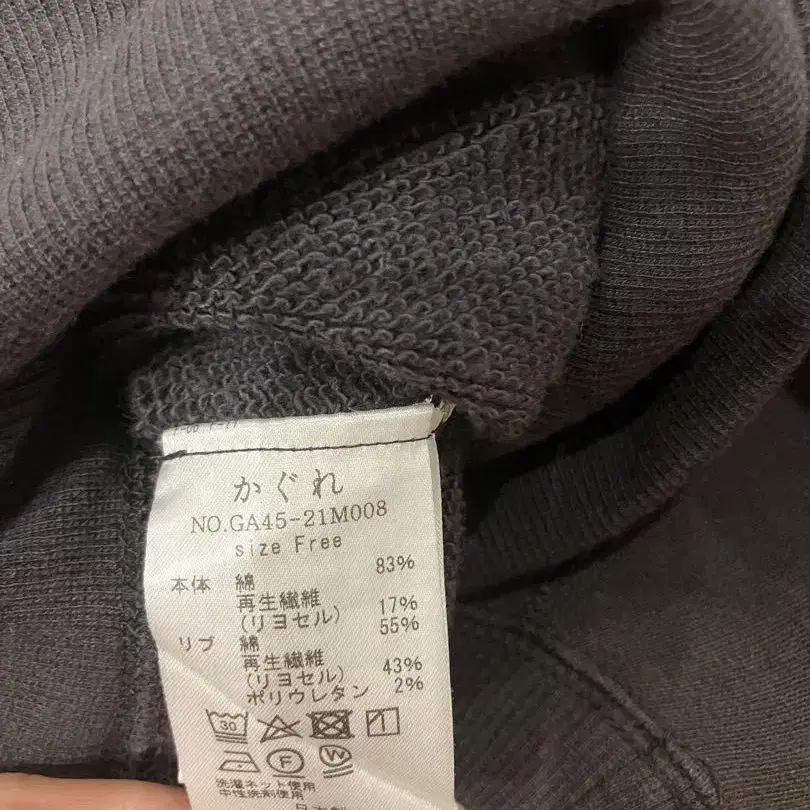 かぐれ
NO.GA45-21M008
size Free
本体 綿 83%
再生繊維
(リヨセル) 17%
リブ 綿 55%
再生繊維
(リヨセル) 43%
ポリウレタン 2%
30
F W
洗濯ネット使用
中性洗剤使用